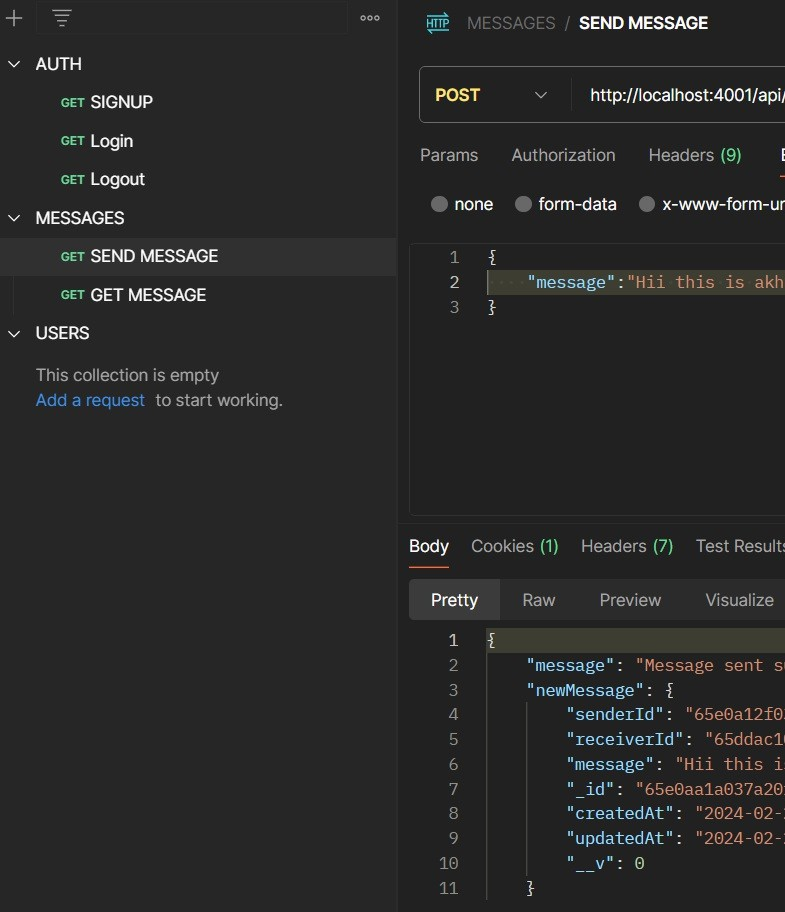 AUTH
GET SIGNUP
GET Login
GET Logout
MESSAGES
GET SEND MESSAGE
GET GET MESSAGE
USERS
This collection is empty
Add a request to start working.
HTTP MESSAGES / SEND MESSAGE
POST http://localhost:4001/api/
Params Authorization Headers (9)
none form-data x-www-form-ur
1 {
2 "message":"Hii this is akh
3 }
Body Cookies (1) Headers (7) Test Results
Pretty Raw Preview Visualize
1 {
2 "message": "Message sent s
3 "newMessage": {
4 "senderId": "65e0a12f0
5 "receiverId": "65ddac1
6 "message": "Hii this i
7 "_id": "65e0aa1a037a20
8 "createdAt": "2024-02-
9 "updatedAt": "2024-02-
10 "__v": 0
11 }